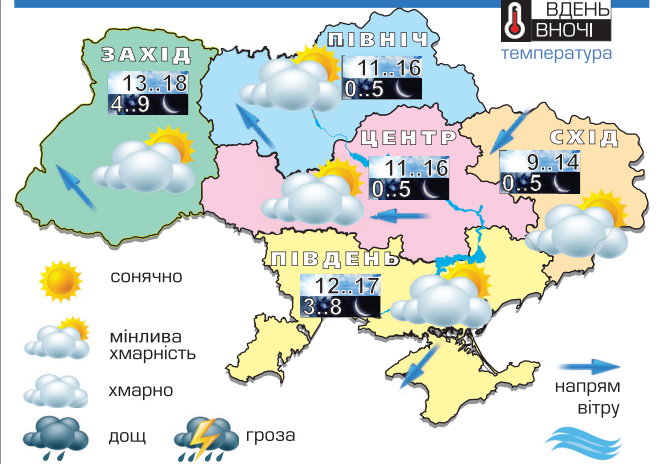 ВДЕНЬ
ВНОЧІ
температура
ЗАХІД
13..18
4..9
ПІВНІЧ
11..16
0..5
ЦЕНТР
11..16
0..5
СХІД
9..14
0..5
ПІВДЕНЬ
12..17
3..8
сонячно
мінлива
хмарність
хмарно
дощ
гроза
напрям
вітру